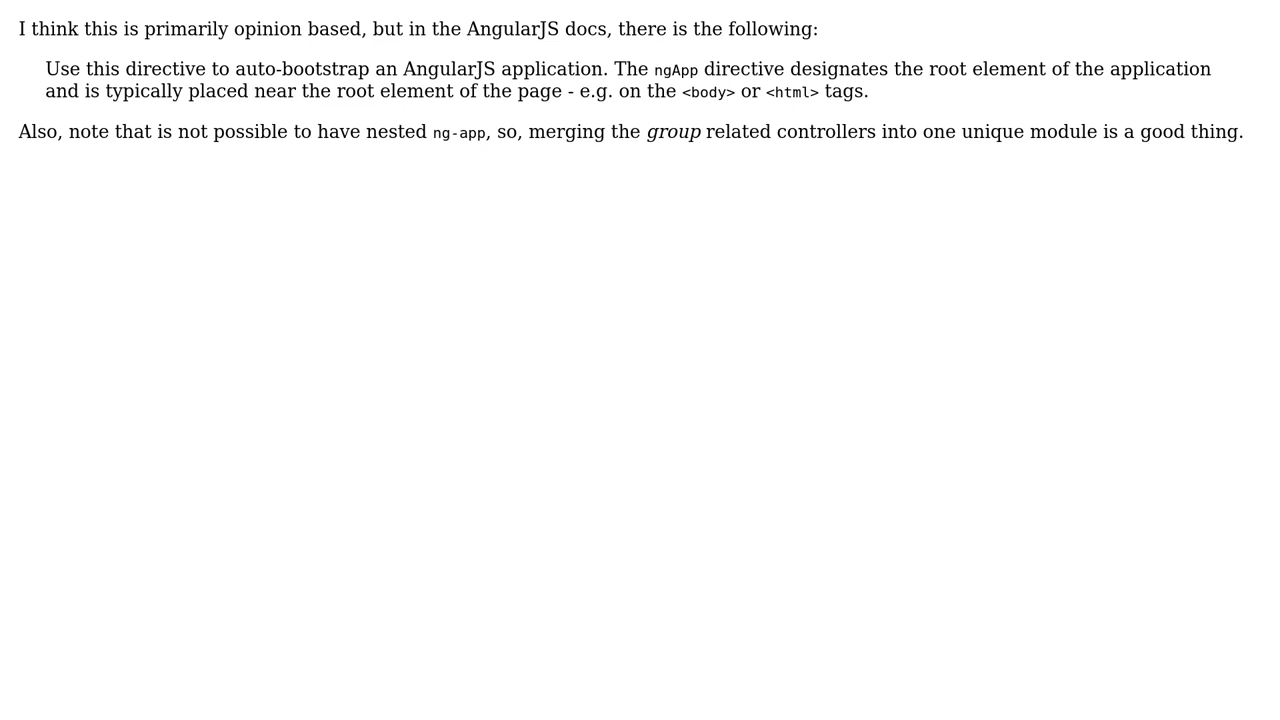 I think this is primarily opinion based, but in the AngularJS docs, there is the following:
Use this directive to auto-bootstrap an AngularJS application. The ngApp directive designates the root element of the application
and is typically placed near the root element of the page - e.g. on the <body> or <html> tags.
Also, note that is not possible to have nested ng-app, so, merging the group related controllers into one unique module is a good thing.